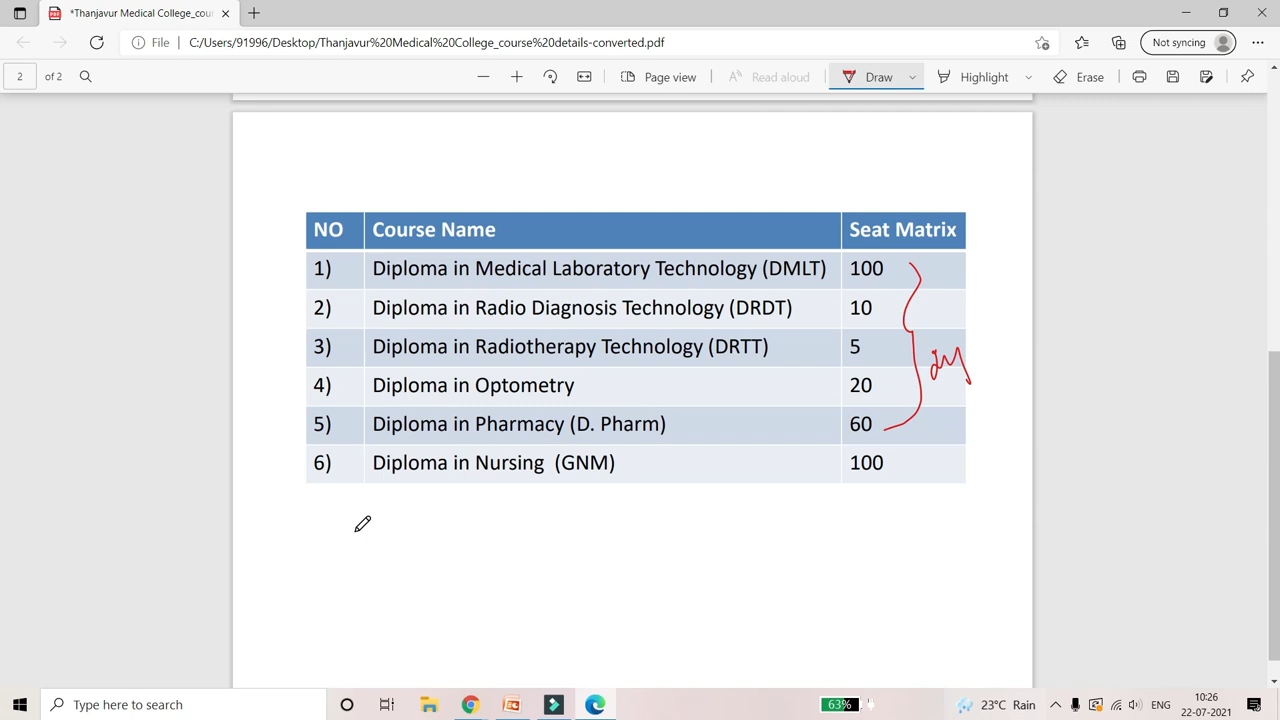 *Thanjavur Medical College_cou
File C:/Users/91996/Desktop/Thanjavur%20Medical%20College_course%20details-converted.pdf
Not syncing
2 of 2
Page view
Read aloud
Draw
Highlight
Erase
NO Course Name Seat Matrix
1) Diploma in Medical Laboratory Technology (DMLT) 100
2) Diploma in Radio Diagnosis Technology (DRDT) 10
3) Diploma in Radiotherapy Technology (DRTT) 5
4) Diploma in Optometry 20
5) Diploma in Pharmacy (D. Pharm) 60
6) Diploma in Nursing (GNM) 100
Type here to search
63%
23°C Rain
ENG
10:26
22-07-2021